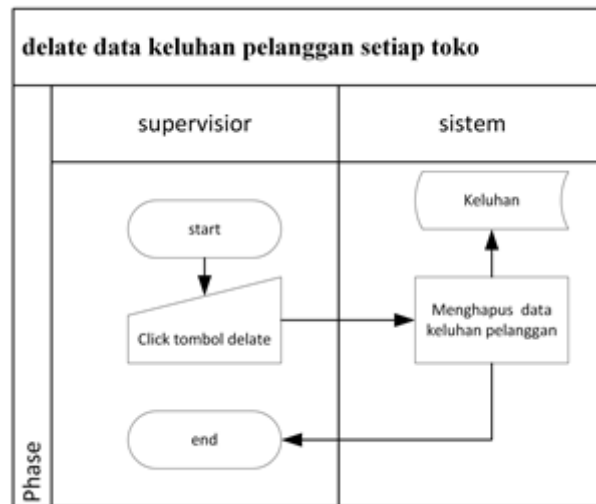 delate data keluhan pelanggan setiap toko
supervisior
sistem
Keluhan
start
Click tombol delate
Menghapus data
keluhan pelanggan
end
Phase